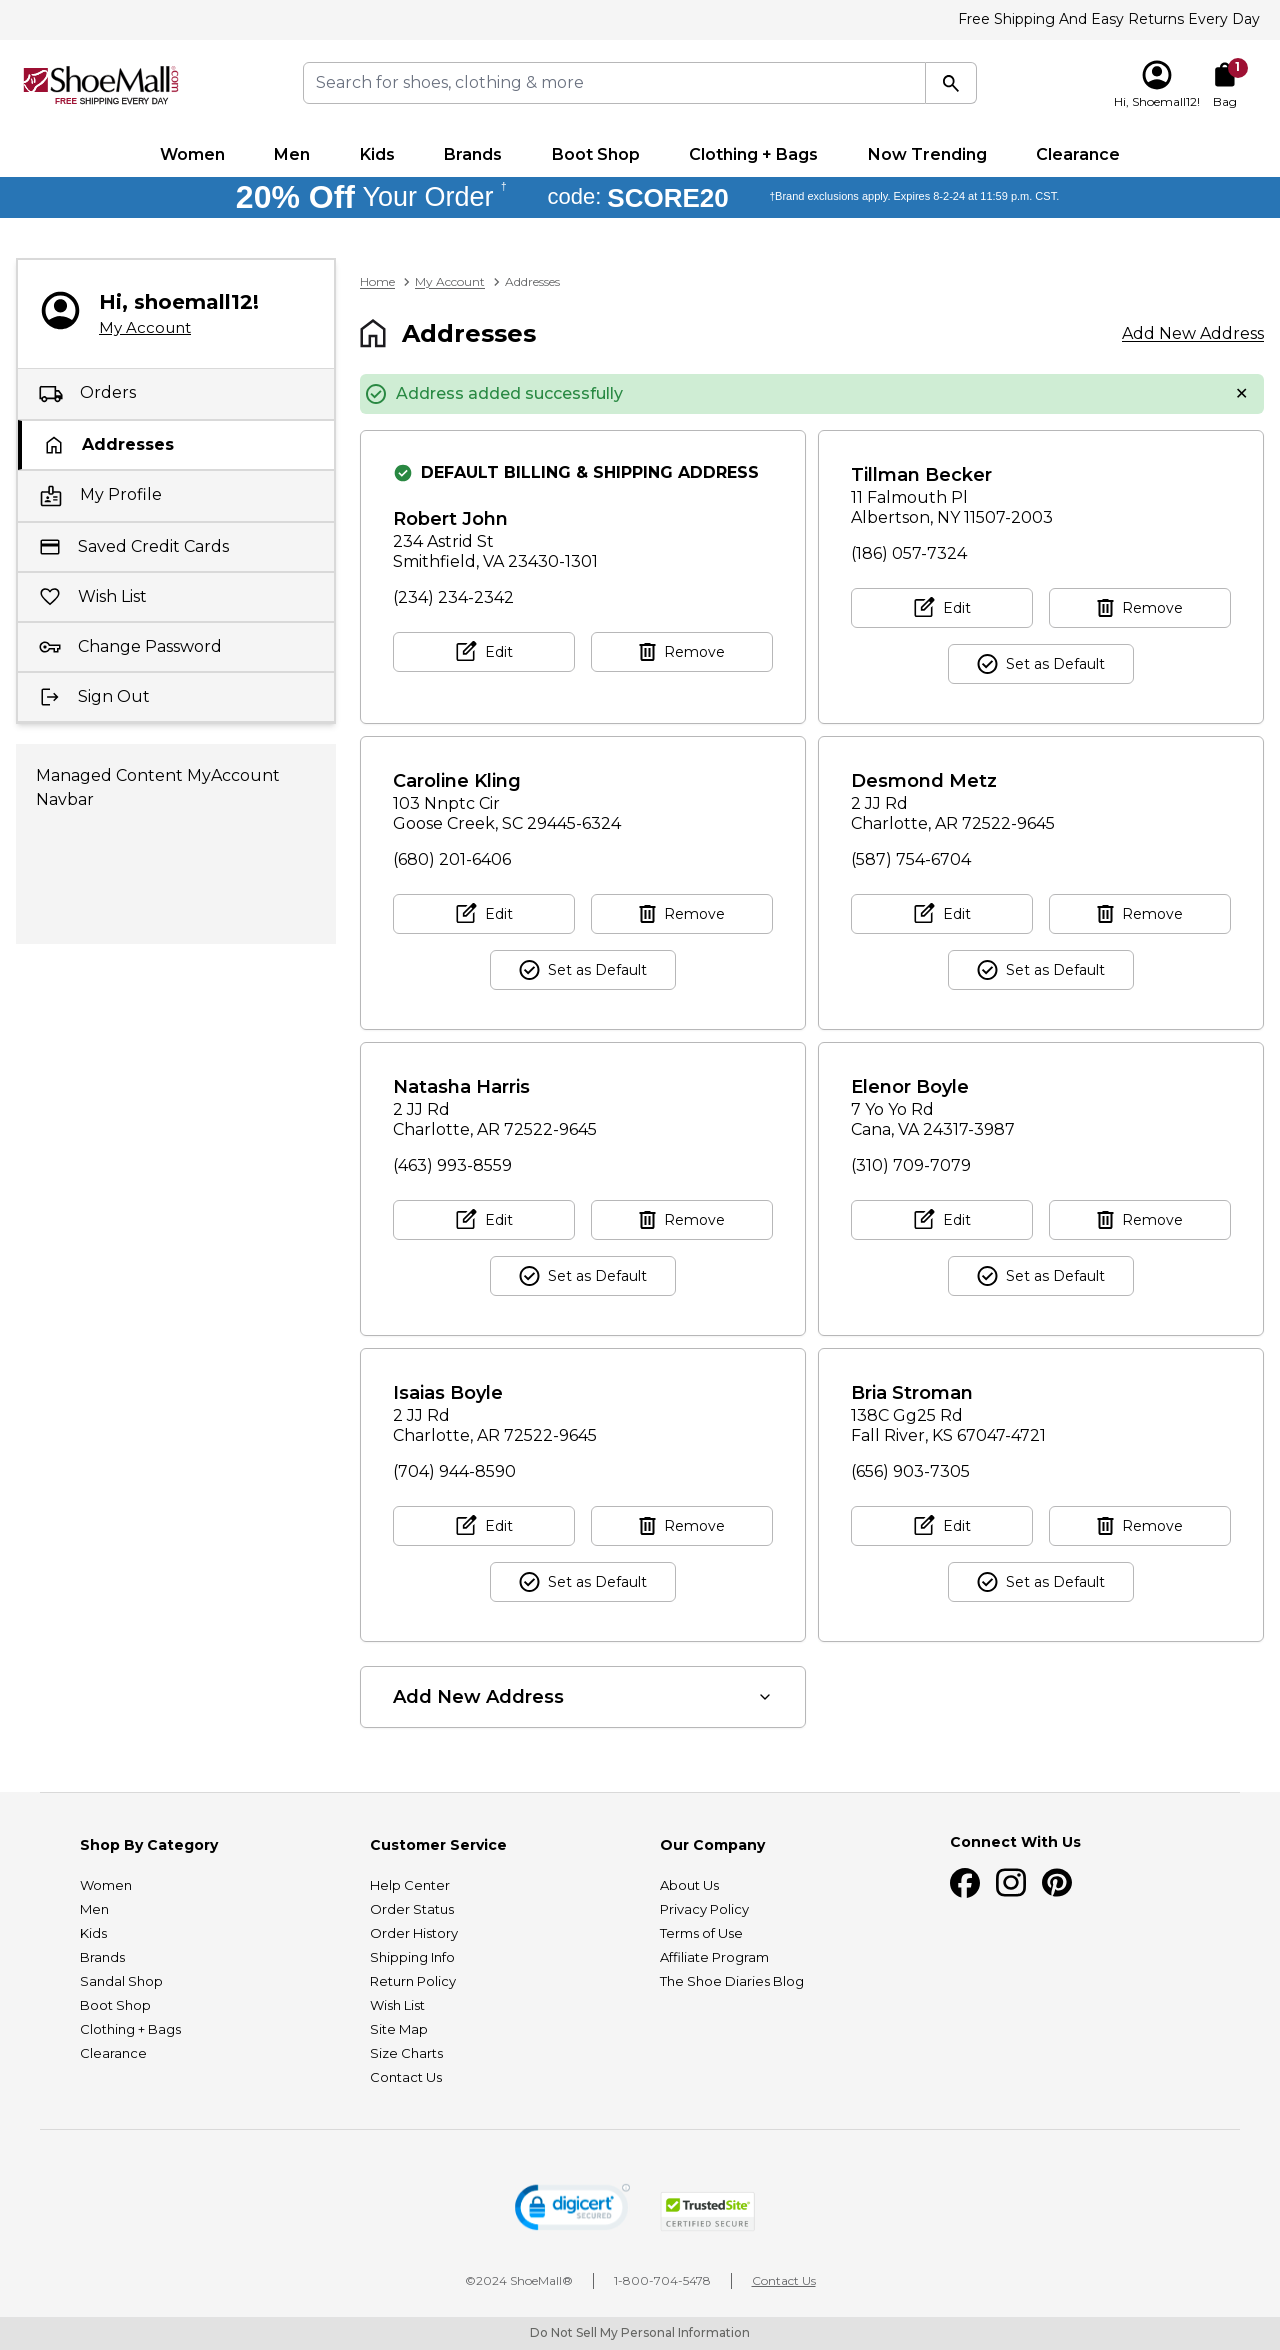 Free Shipping And Easy Returns Every Day
ShoeMall.com
FREE SHIPPING EVERY DAY
Search for shoes, clothing & more
1
Hi, Shoemall12!
Bag
Women Men Kids Brands Boot Shop Clothing + Bags Now Trending Clearance
20% Off Your Order † code: SCORE20 †Brand exclusions apply. Expires 8-2-24 at 11:59 p.m. CST.
Hi, shoemall12!
My Account
Orders
Addresses
My Profile
Saved Credit Cards
Wish List
Change Password
Sign Out
Managed Content MyAccount
Navbar
Home > My Account > Addresses
Addresses
Add New Address
Address added successfully
DEFAULT BILLING & SHIPPING ADDRESS
Robert John
234 Astrid St
Smithfield, VA 23430-1301
(234) 234-2342
Edit Remove
Tillman Becker
11 Falmouth Pl
Albertson, NY 11507-2003
(186) 057-7324
Edit Remove
Set as Default
Caroline Kling
103 Nnptc Cir
Goose Creek, SC 29445-6324
(680) 201-6406
Edit Remove
Set as Default
Desmond Metz
2 JJ Rd
Charlotte, AR 72522-9645
(587) 754-6704
Edit Remove
Set as Default
Natasha Harris
2 JJ Rd
Charlotte, AR 72522-9645
(463) 993-8559
Edit Remove
Set as Default
Elenor Boyle
7 Yo Yo Rd
Cana, VA 24317-3987
(310) 709-7079
Edit Remove
Set as Default
Isaias Boyle
2 JJ Rd
Charlotte, AR 72522-9645
(704) 944-8590
Edit Remove
Set as Default
Bria Stroman
138C Gg25 Rd
Fall River, KS 67047-4721
(656) 903-7305
Edit Remove
Set as Default
Add New Address
Shop By Category
Women
Men
Kids
Brands
Sandal Shop
Boot Shop
Clothing + Bags
Clearance
Customer Service
Help Center
Order Status
Order History
Shipping Info
Return Policy
Wish List
Site Map
Size Charts
Contact Us
Our Company
About Us
Privacy Policy
Terms of Use
Affiliate Program
The Shoe Diaries Blog
Connect With Us
digicert
SECURED
TrustedSite
CERTIFIED SECURE
©2024 ShoeMall® 1-800-704-5478 Contact Us
Do Not Sell My Personal Information